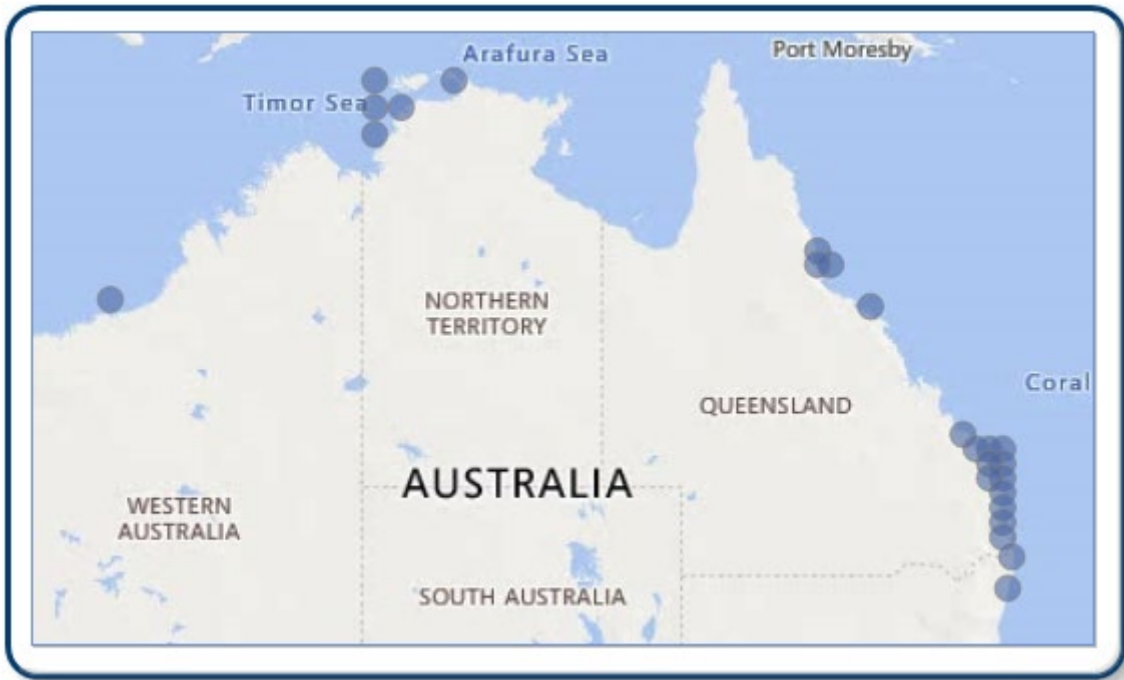 Arafura Sea
Port Moresby
Timor Sea
NORTHERN
TERRITORY
Coral
QUEENSLAND
AUSTRALIA
WESTERN
AUSTRALIA
SOUTH AUSTRALIA